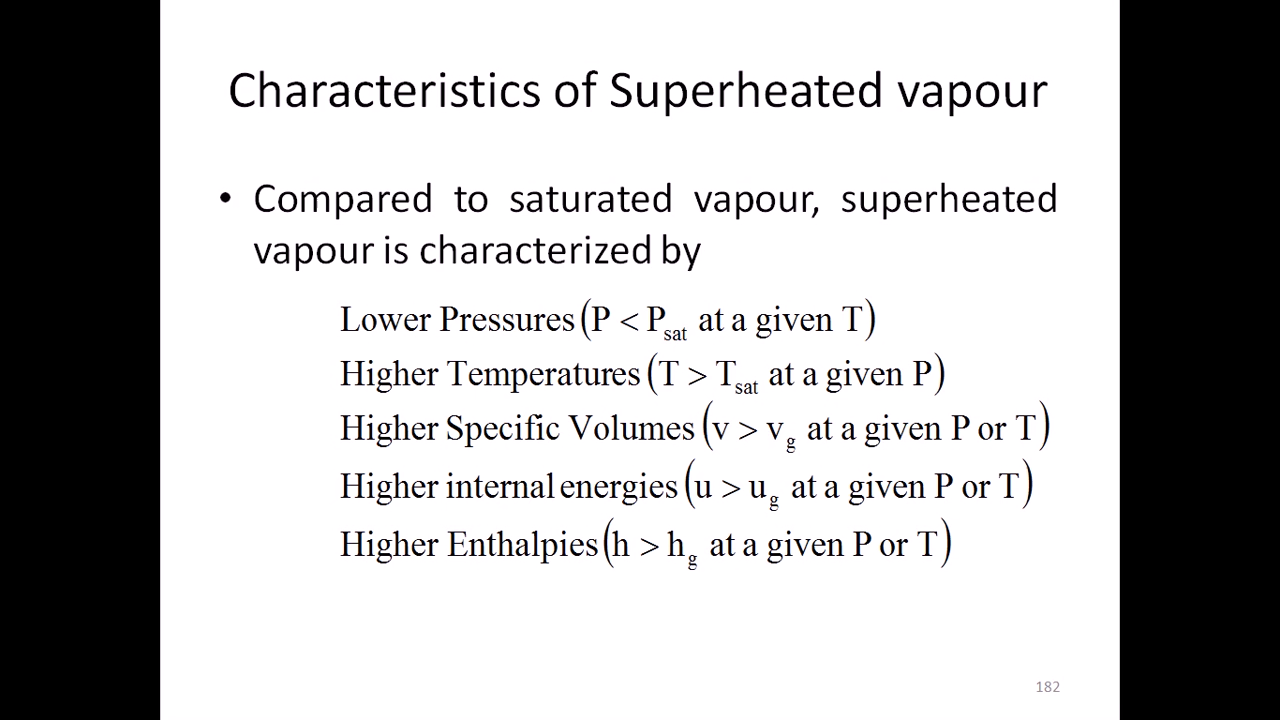 Characteristics of Superheated vapour
• Compared to saturated vapour, superheated
vapour is characterized by
Lower Pressures (P < P_sat at a given T)
Higher Temperatures (T > T_sat at a given P)
Higher Specific Volumes (v > v_g at a given P or T)
Higher internal energies (u > u_g at a given P or T)
Higher Enthalpies (h > h_g at a given P or T)
182